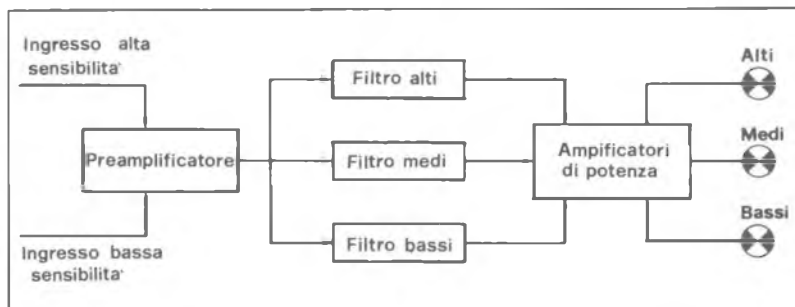 Ingresso alta
sensibilita'
Preamplificatore
Ingresso bassa
sensibilita'
Filtro alti
Filtro medi
Filtro bassi
Ampificatori
di potenza
Alti
Medi
Bassi